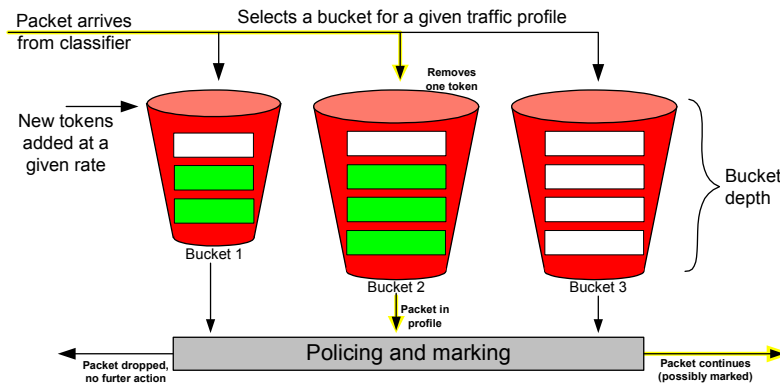 Packet arrives
from classifier
Selects a bucket for a given traffic profile
Removes
one token
New tokens
added at a
given rate
Bucket
depth
Bucket 1
Bucket 2
Bucket 3
Packet in
profile
Policing and marking
Packet dropped,
no furter action
Packet continues
(possibly marked)